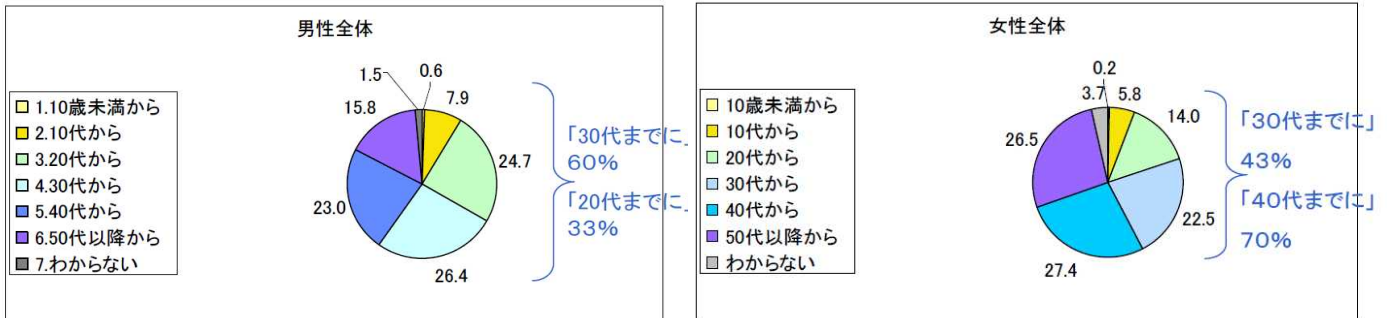 男性全体
1.10歳未満から
2.10代から
3.20代から
4.30代から
5.40代から
6.50代以降から
7.わからない
0.6
7.9
24.7
26.4
23.0
15.8
1.5
「30代までに」
60%
「20代までに」
33%
女性全体
10歳未満から
10代から
20代から
30代から
40代から
50代以降から
わからない
0.2
5.8
14.0
22.5
27.4
26.5
3.7
「30代までに」
43%
「40代までに」
70%